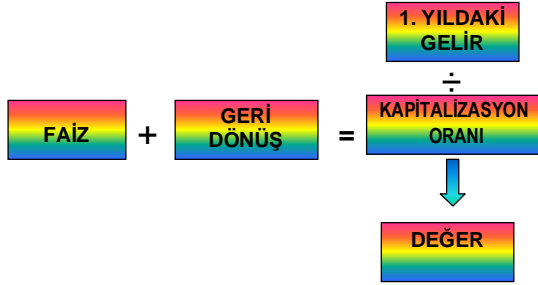 1. YILDAKİ
GELİR
÷
FAİZ + GERİ DÖNÜŞ = KAPİTALİZASYON ORANI
DEĞER